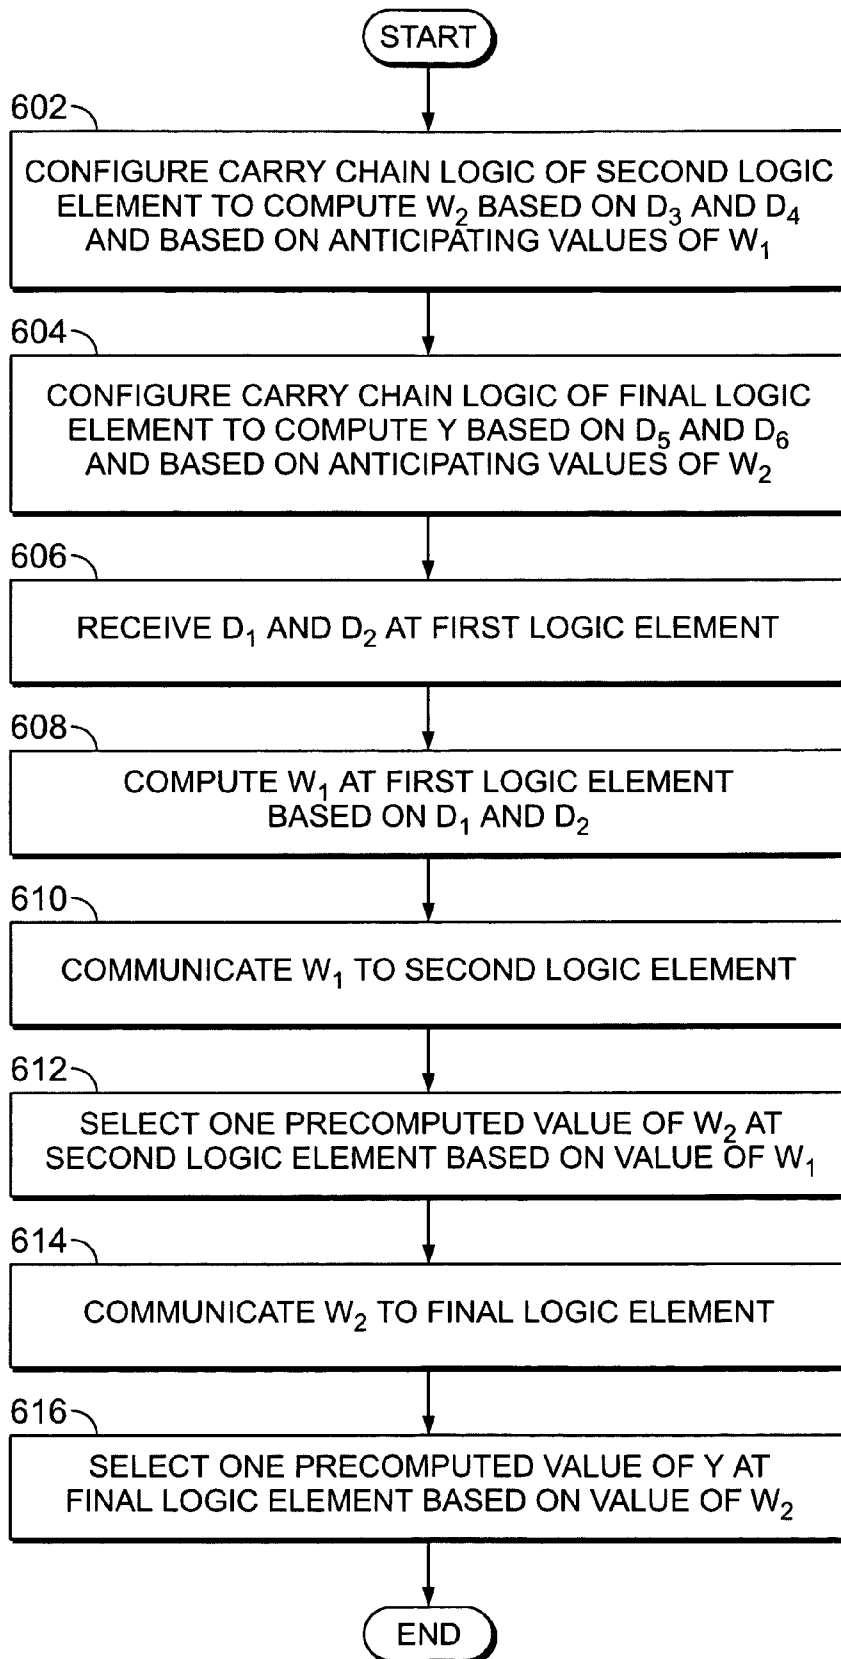 START
602
CONFIGURE CARRY CHAIN LOGIC OF SECOND LOGIC
ELEMENT TO COMPUTE W₂ BASED ON D₃ AND D₄
AND BASED ON ANTICIPATING VALUES OF W₁
604
CONFIGURE CARRY CHAIN LOGIC OF FINAL LOGIC
ELEMENT TO COMPUTE Y BASED ON D₅ AND D₆
AND BASED ON ANTICIPATING VALUES OF W₂
606
RECEIVE D₁ AND D₂ AT FIRST LOGIC ELEMENT
608
COMPUTE W₁ AT FIRST LOGIC ELEMENT
BASED ON D₁ AND D₂
610
COMMUNICATE W₁ TO SECOND LOGIC ELEMENT
612
SELECT ONE PRECOMPUTED VALUE OF W₂ AT
SECOND LOGIC ELEMENT BASED ON VALUE OF W₁
614
COMMUNICATE W₂ TO FINAL LOGIC ELEMENT
616
SELECT ONE PRECOMPUTED VALUE OF Y AT
FINAL LOGIC ELEMENT BASED ON VALUE OF W₂
END